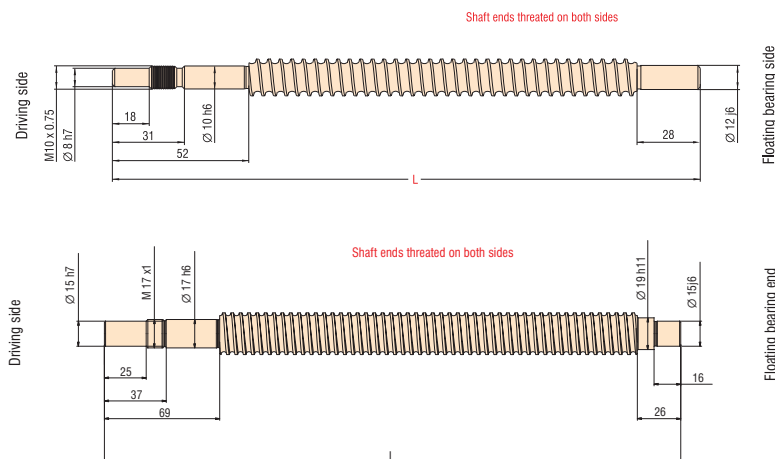 Shaft ends threated on both sides
Driving side
M10 x 0.75
Ø 8 h7
18
31
52
Ø 10 h6
28
Ø 12 j6
Floating bearing side
L
Shaft ends threated on both sides
Driving side
Ø 15 h7
M 17 x1
Ø 17 h6
25
37
69
Ø 19 h11
Ø 15j6
16
26
Floating bearing end